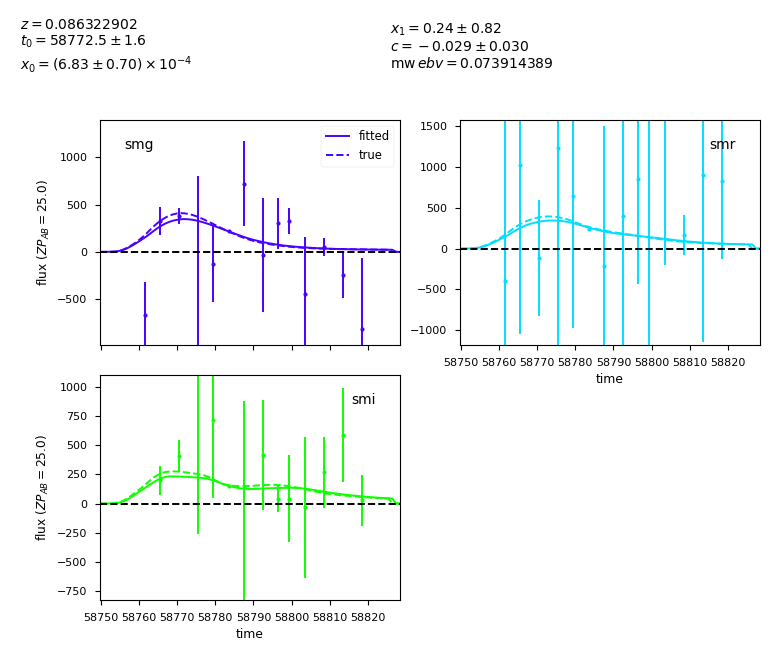 z = 0.086322902
t₀ = 58772.5 ± 1.6
x₀ = (6.83 ± 0.70) × 10⁻⁴
x₁ = 0.24 ± 0.82
c = −0.029 ± 0.030
mw ebv = 0.073914389
smg
fitted
true
1000
500
0
−500
flux (ZP_AB = 25.0)
smr
1500
1000
500
0
−500
−1000
58750 58760 58770 58780 58790 58800 58810 58820
time
smi
1000
750
500
250
0
−250
−500
−750
flux (ZP_AB = 25.0)
58750 58760 58770 58780 58790 58800 58810 58820
time